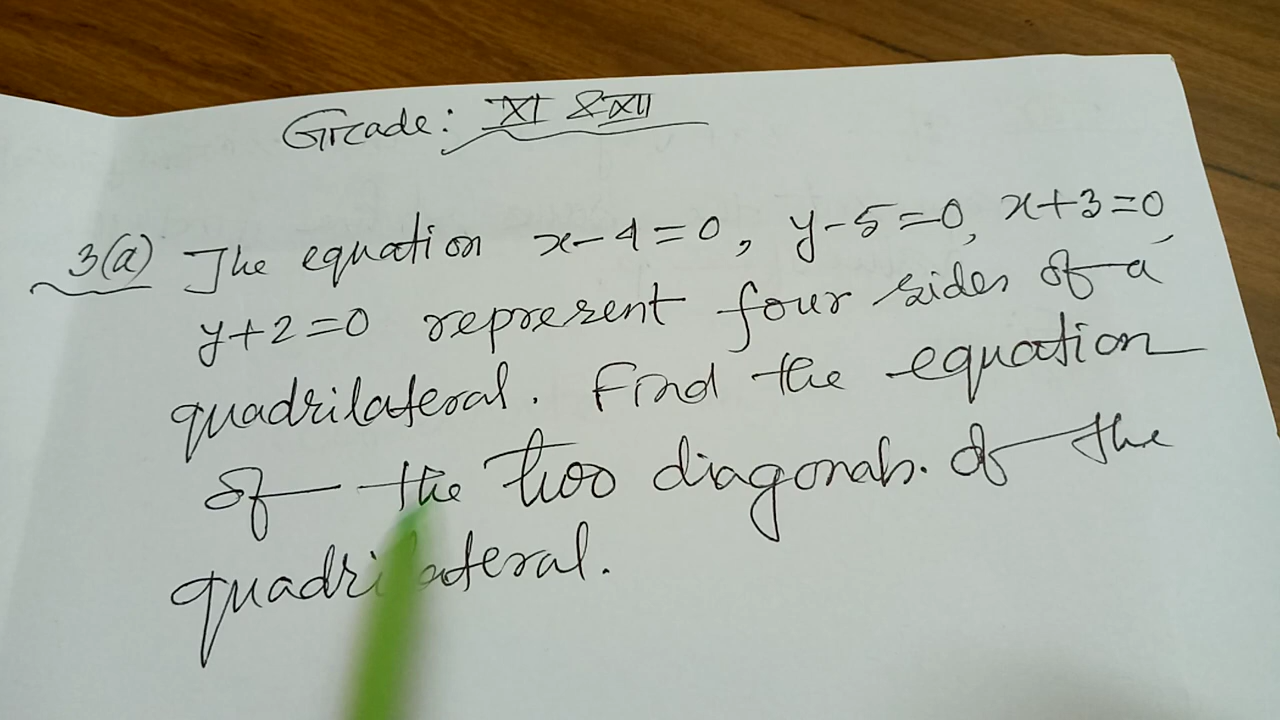 Grade: XI & XII
3(a) The equation x-4=0, y-5=0, x+3=0,
y+2=0 represent four sides of a
quadrilateral. Find the equation
of the two diagonals. of the
quadrilateral.